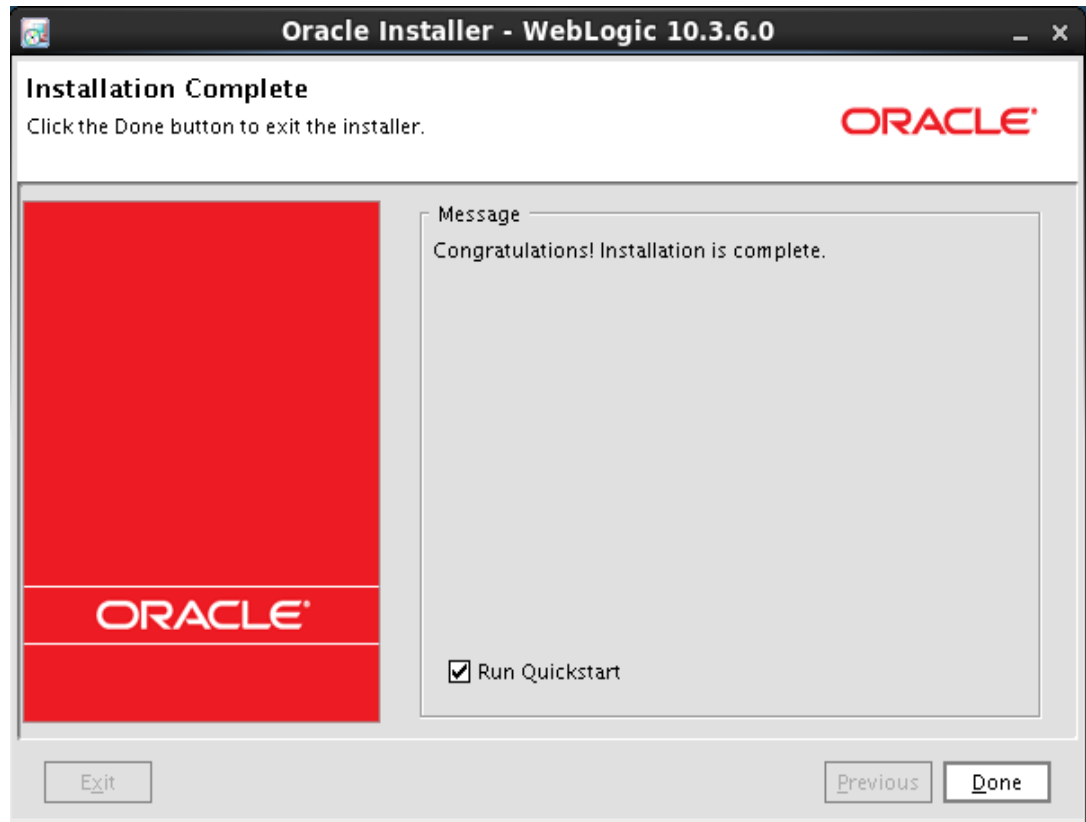 Oracle Installer - WebLogic 10.3.6.0
Installation Complete
Click the Done button to exit the installer.
ORACLE
Message
Congratulations! Installation is complete.
ORACLE
Run Quickstart
Exit
Previous
Done